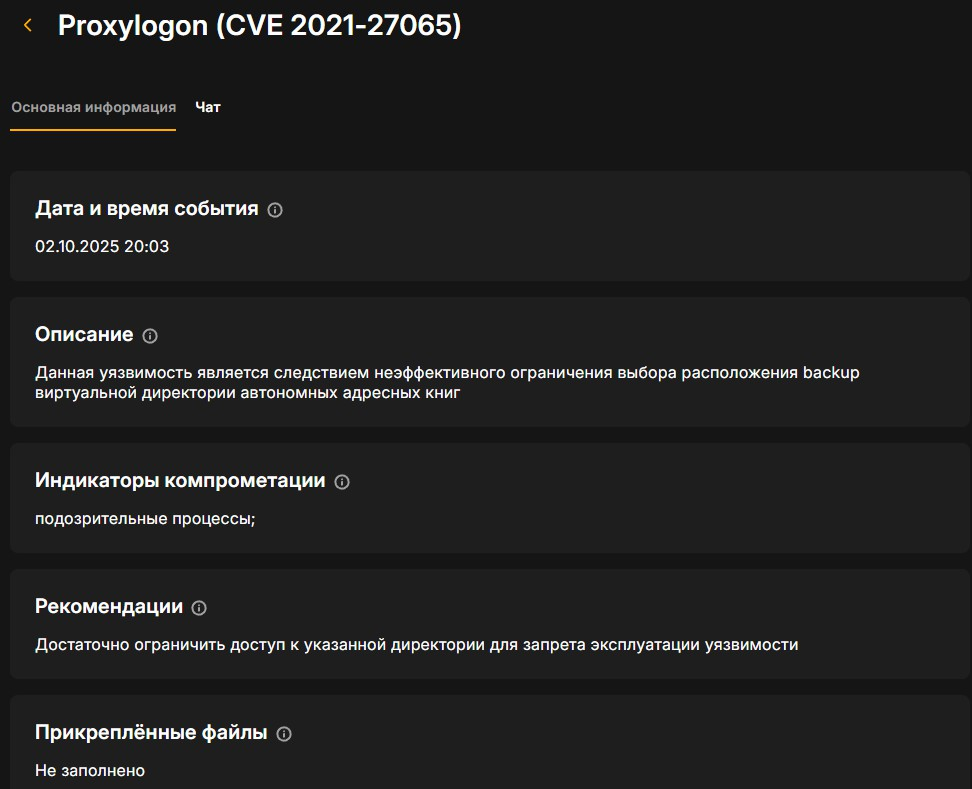 Proxylogon (CVE 2021-27065)
Основная информация Чат
Дата и время события
02.10.2025 20:03
Описание
Данная уязвимость является следствием неэффективного ограничения выбора расположения backup
виртуальной директории автономных адресных книг
Индикаторы компрометации
подозрительные процессы;
Рекомендации
Достаточно ограничить доступ к указанной директории для запрета эксплуатации уязвимости
Прикреплённые файлы
Не заполнено